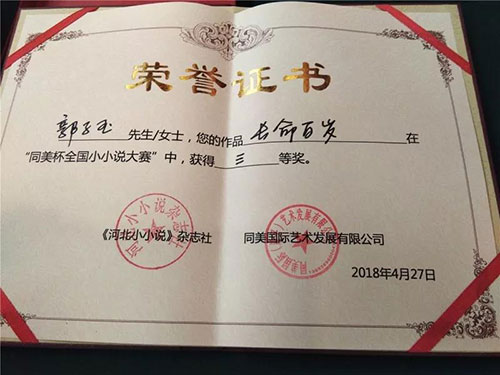 荣誉证书
郭子玉 先生/女士，您的作品 长命百岁 在
“同美杯全国小小说大赛”中，获得 三 等奖。
《河北小小说》杂志社 同美国际艺术发展有限公司
2018年4月27日